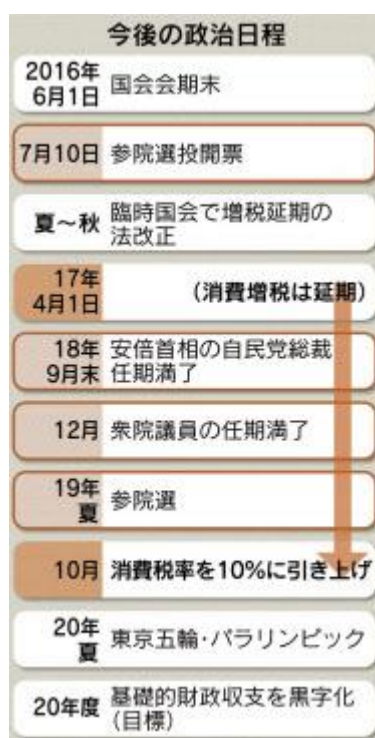 今後の政治日程
2016年
6月1日
国会会期末
7月10日 参院選投開票
夏～秋
臨時国会で増税延期の
法改正
17年
4月1日
(消費増税は延期)
18年
9月末
安倍首相の自民党総裁
任期満了
12月 衆院議員の任期満了
19年
夏
参院選
10月 消費税率を10%に引き上げ
20年
夏
東京五輪・パラリンピック
20年度
基礎的財政収支を黒字化
(目標)